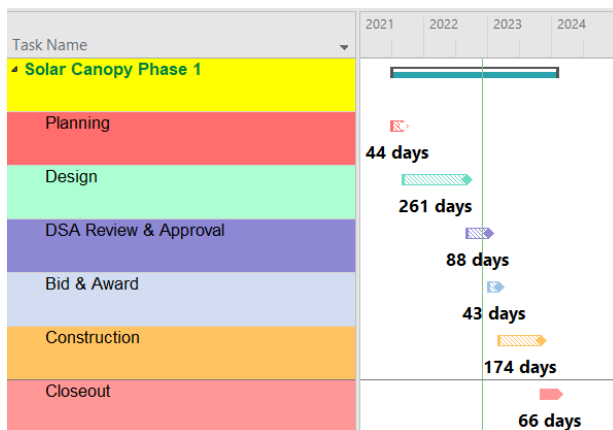 2021 2022 2023 2024
Task Name
Solar Canopy Phase 1
Planning
44 days
Design
261 days
DSA Review & Approval
88 days
Bid & Award
43 days
Construction
174 days
Closeout
66 days